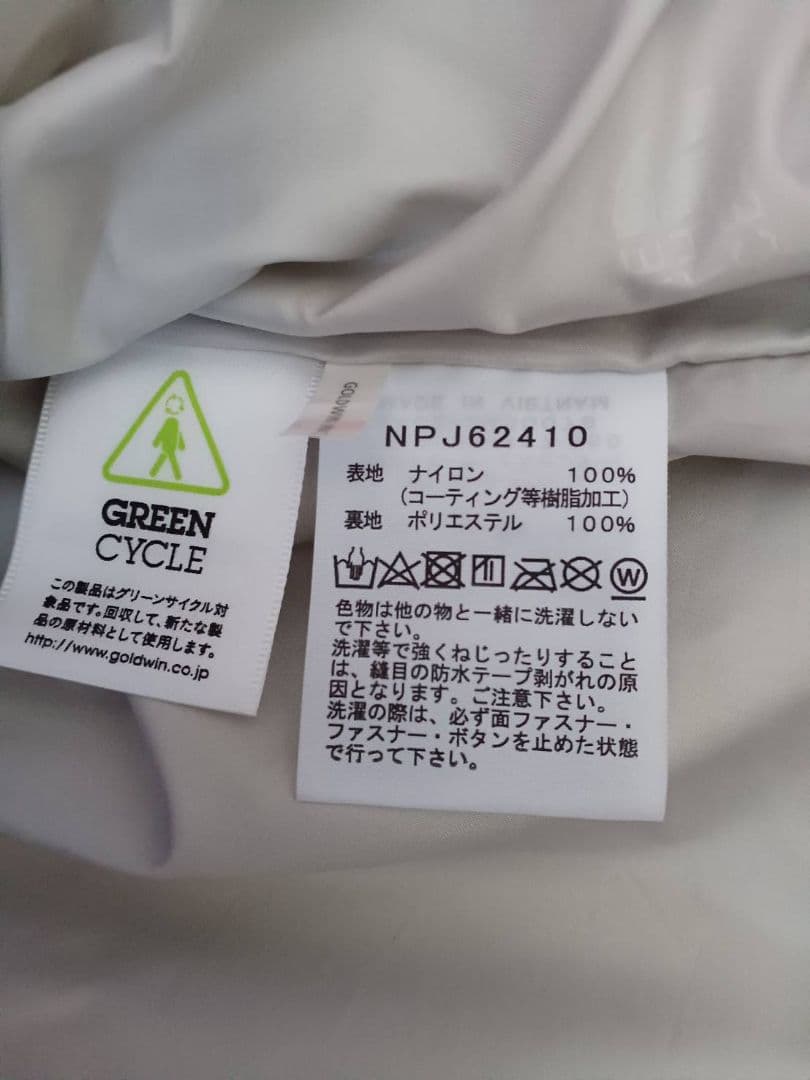 GREEN
CYCLE
この製品はグリーンサイクル対
象品です。回収して、新たな製
品の原材料として使用します。
http://www.goldwin.co.jp
GOLDWIN
MADE IN VIETNAM
NPJ62410
表地 ナイロン 100%
(コーティング等樹脂加工)
裏地 ポリエステル 100%
W
色物は他の物と一緒に洗濯しない
で下さい。
洗濯等で強くねじったりすること
は、縫目の防水テープ剥がれの原
因となります。ご注意下さい。
洗濯の際は、必ず面ファスナー・
ファスナー・ボタンを止めた状態
で行って下さい。